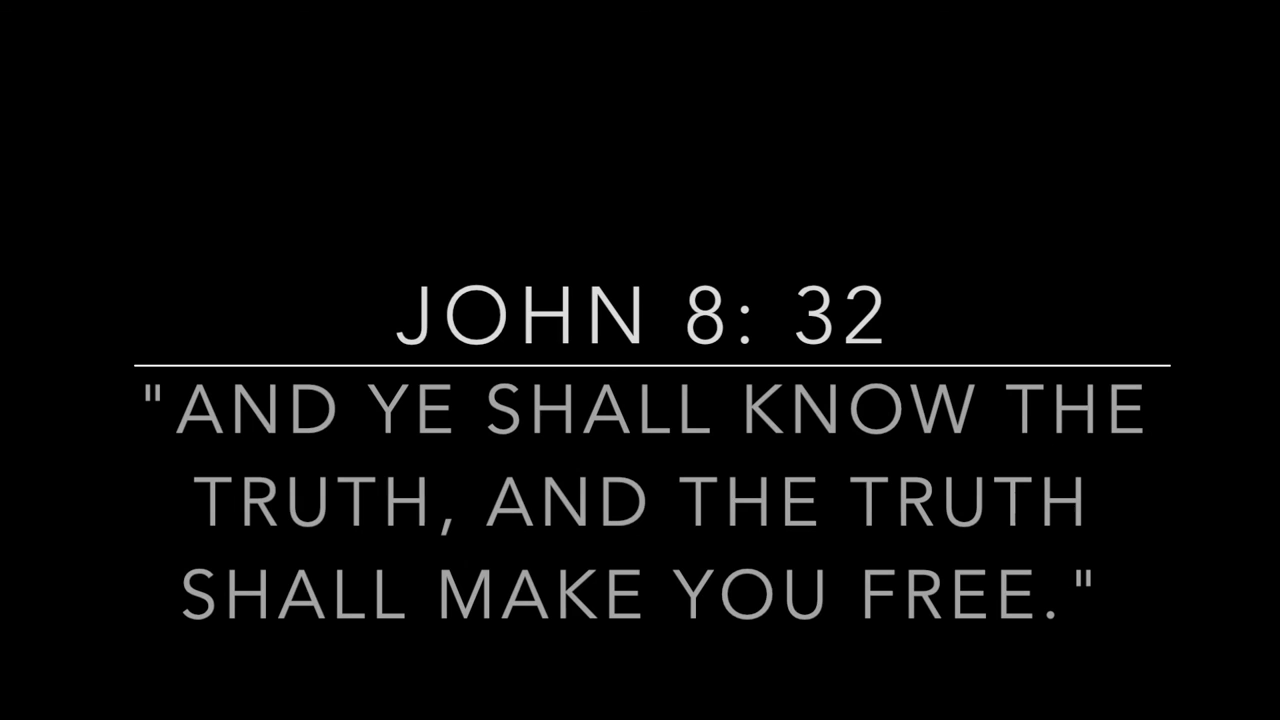 JOHN 8: 32
"AND YE SHALL KNOW THE
TRUTH, AND THE TRUTH
SHALL MAKE YOU FREE."